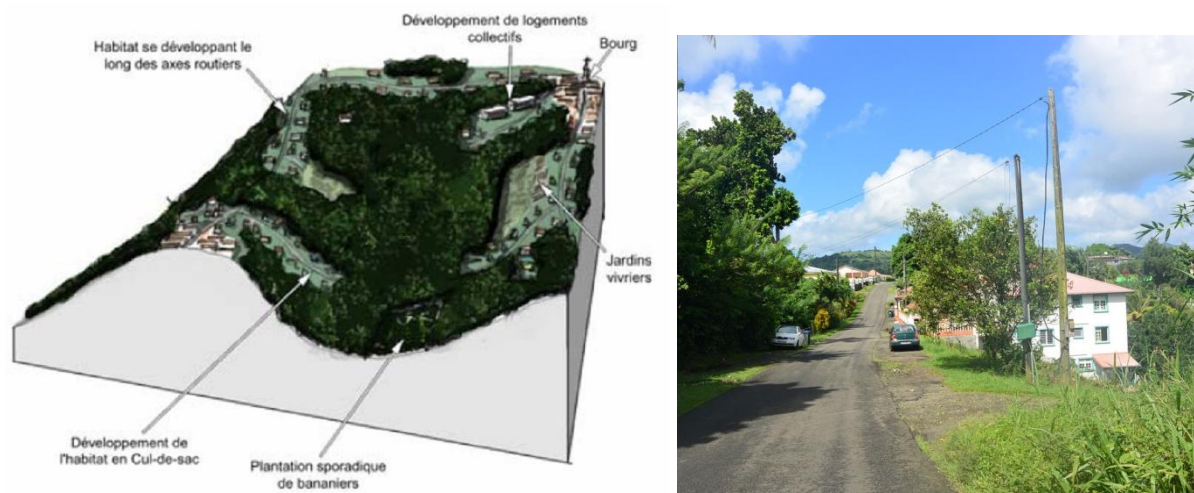 Développement de logements
collectifs
Bourg
Habitat se développant le
long des axes routiers
Jardins
vivriers
Développement de
l'habitat en Cul-de-sac
Plantation sporadique
de bananiers